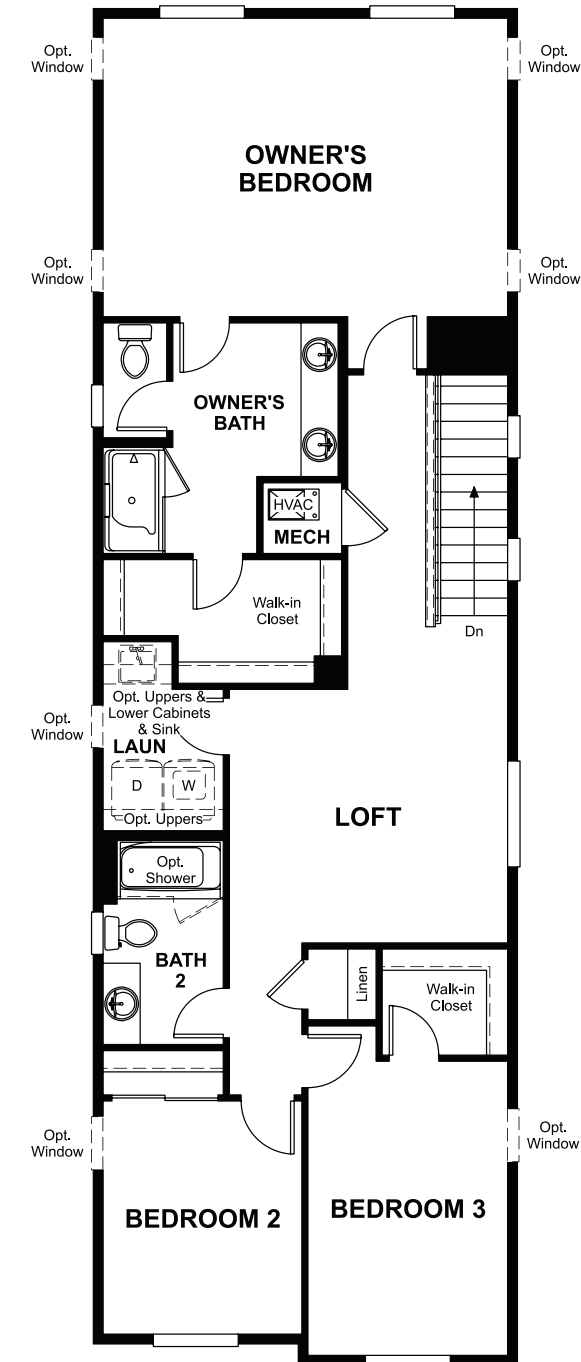 Opt.
Window
Opt.
Window
OWNER'S
BEDROOM
Opt.
Window
Opt.
Window
OWNER'S
BATH
HVAC
MECH
Walk-in
Closet
Dn
Opt. Uppers &
Lower Cabinets
& Sink
Opt.
Window
LAUN
D
W
Opt. Uppers
LOFT
Opt.
Shower
BATH
2
Linen
Walk-in
Closet
Opt.
Window
Opt.
Window
BEDROOM 2
BEDROOM 3